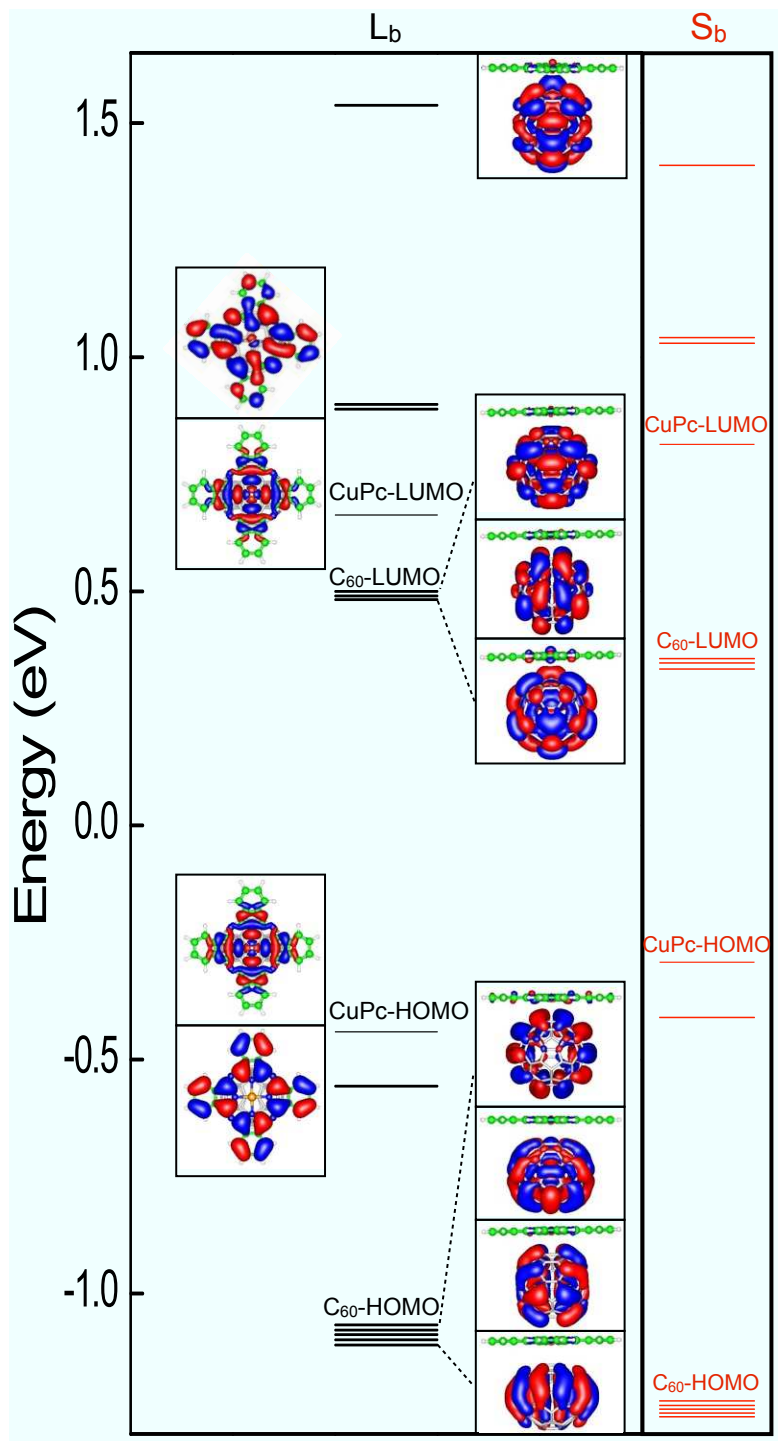 L_b S_b
1.5
1.0
CuPc-LUMO
CuPc-LUMO
C₆₀-LUMO
0.5
C₆₀-LUMO
Energy (eV)
0.0
CuPc-HOMO
CuPc-HOMO
-0.5
-1.0
C₆₀-HOMO
C₆₀-HOMO